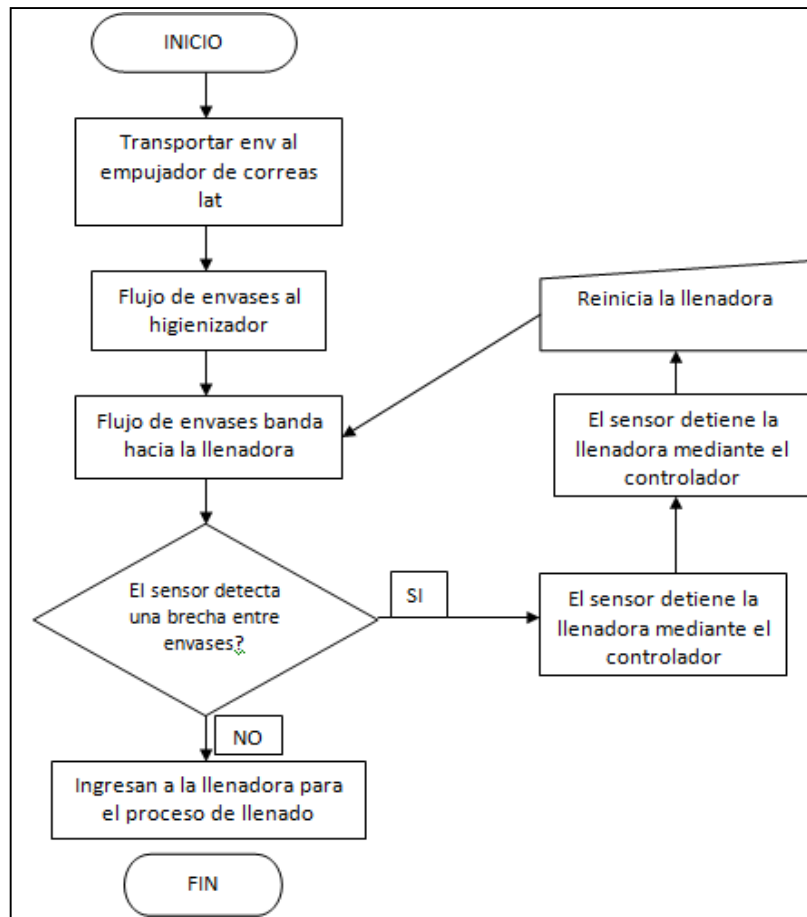 INICIO
Transportar env al
empujador de correas
lat
Flujo de envases al
higienizador
Flujo de envases banda
hacia la llenadora
El sensor detecta
una brecha entre
envases?
SI
El sensor detiene la
llenadora mediante el
controlador
El sensor detiene la
llenadora mediante el
controlador
Reinicia la llenadora
NO
Ingresan a la llenadora para
el proceso de llenado
FIN